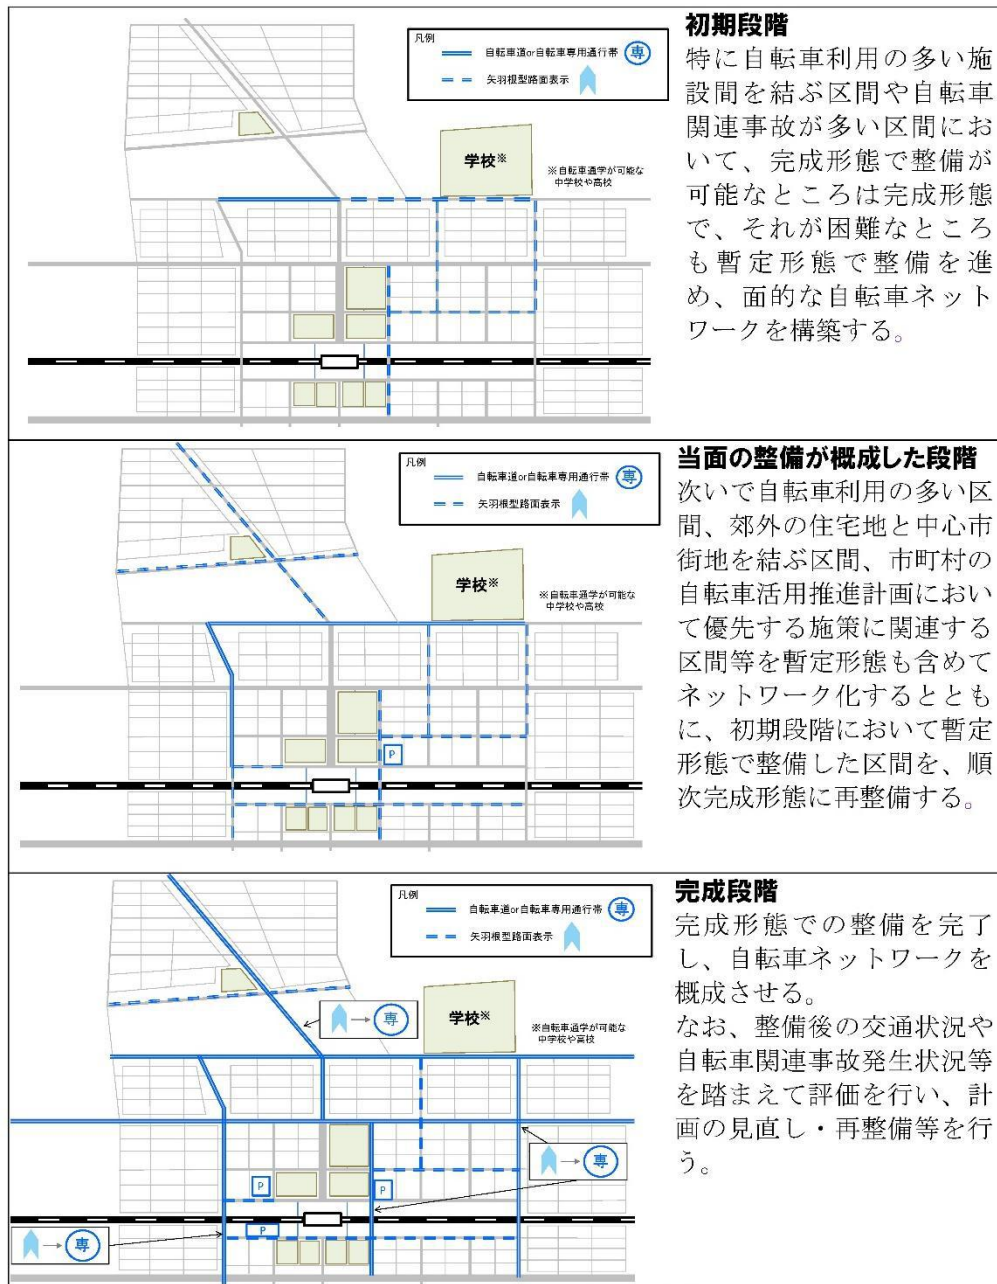 凡例
自転車道or自転車専用通行帯 専
矢羽根型路面表示
学校※
※自転車通学が可能な
中学校や高校
初期段階
特に自転車利用の多い施
設間を結ぶ区間や自転車
関連事故が多い区間にお
いて、完成形態で整備が
可能なところは完成形態
で、それが困難なところ
も暫定形態で整備を進
め、面的な自転車ネット
ワークを構築する。
凡例
自転車道or自転車専用通行帯 専
矢羽根型路面表示
学校※
※自転車通学が可能な
中学校や高校
P
当面の整備が概成した段階
次いで自転車利用の多い区
間、郊外の住宅地と中心市
街地を結ぶ区間、市町村の
自転車活用推進計画におい
て優先する施策に関連する
区間等を暫定形態も含めて
ネットワーク化するととも
に、初期段階において暫定
形態で整備した区間を、順
次完成形態に再整備する。
凡例
自転車道or自転車専用通行帯 専
矢羽根型路面表示
→ 専
学校※
※自転車通学が可能な
中学校や高校
→ 専
P
P
P
→ 専
完成段階
完成形態での整備を完了
し、自転車ネットワークを
概成させる。
なお、整備後の交通状況や
自転車関連事故発生状況等
を踏まえて評価を行い、計
画の見直し・再整備等を行
う。